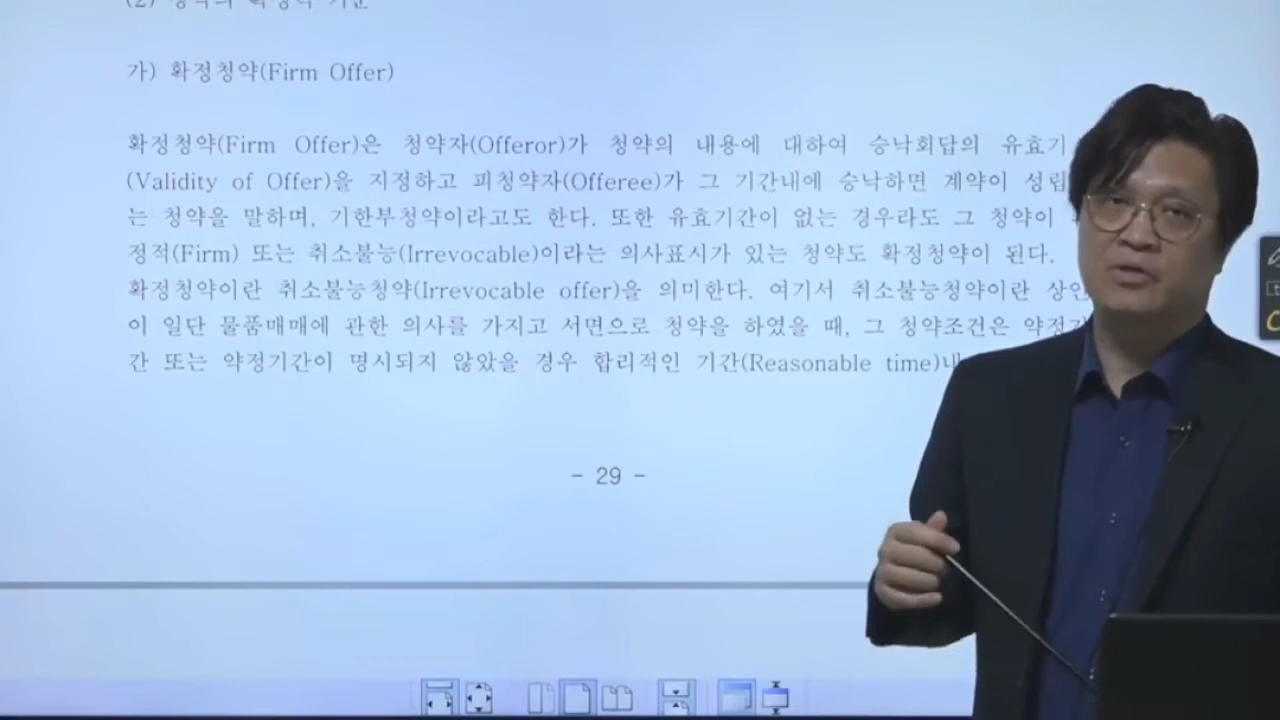 가) 확정청약(Firm Offer)
확정청약(Firm Offer)은 청약자(Offeror)가 청약의 내용에 대하여 승낙회답의 유효기
(Validity of Offer)을 지정하고 피청약자(Offeree)가 그 기간내에 승낙하면 계약이 성립
는 청약을 말하며, 기한부청약이라고도 한다. 또한 유효기간이 없는 경우라도 그 청약이
정적(Firm) 또는 취소불능(Irrevocable)이라는 의사표시가 있는 청약도 확정청약이 된다.
확정청약이란 취소불능청약(Irrevocable offer)을 의미한다. 여기서 취소불능청약이란 상인
이 일단 물품매매에 관한 의사를 가지고 서면으로 청약을 하였을 때, 그 청약조건은 약정기
간 또는 약정기간이 명시되지 않았을 경우 합리적인 기간(Reasonable time)내
- 29 -